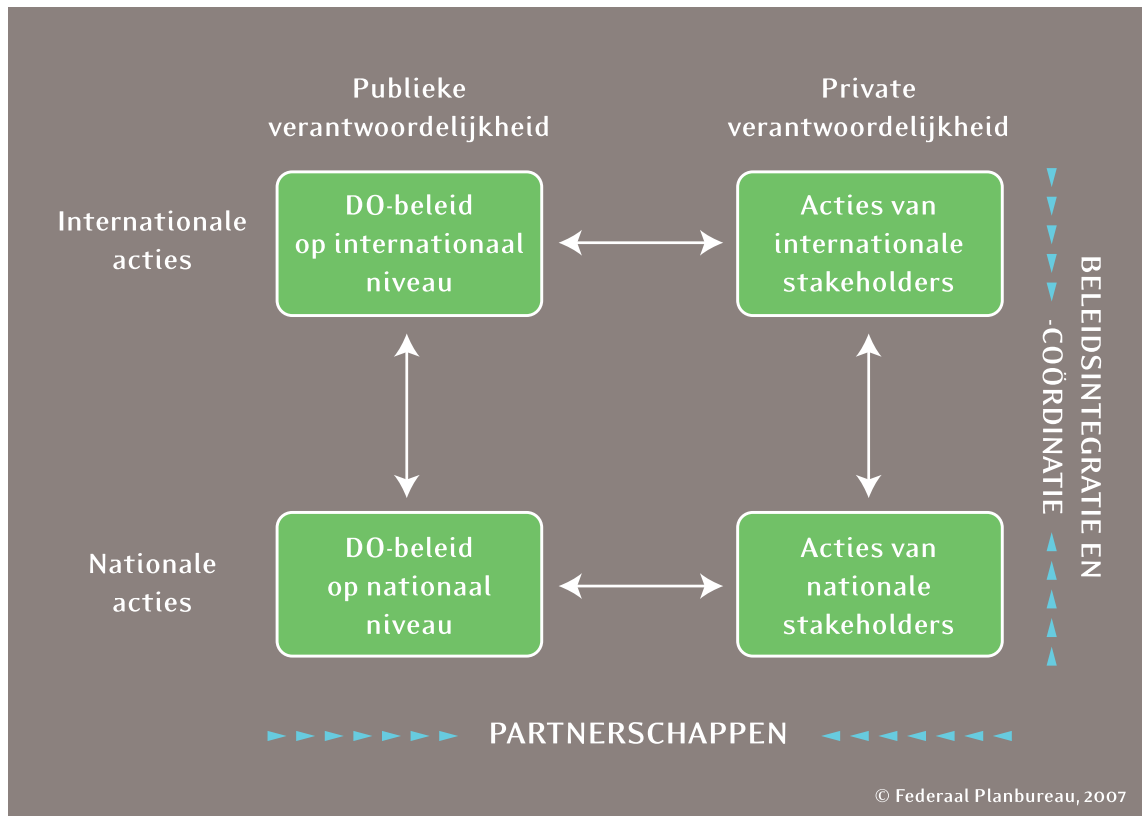 Publieke
verantwoordelijkheid
Private
verantwoordelijkheid
Internationale
acties
DO-beleid
op internationaal
niveau
Acties van
internationale
stakeholders
BELEIDSINTEGRATIE EN
-COÖRDINATIE
Nationale
acties
DO-beleid
op nationaal
niveau
Acties van
nationale
stakeholders
PARTNERSCHAPPEN
© Federaal Planbureau, 2007